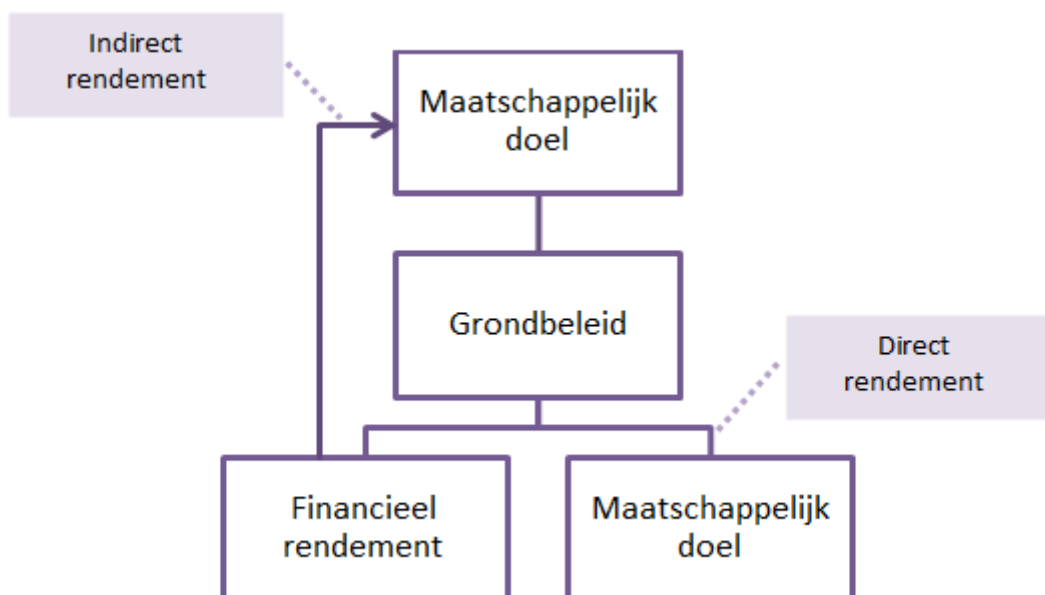 Indirect
rendement
Maatschappelijk
doel
Grondbeleid
Direct
rendement
Financieel
rendement
Maatschappelijk
doel